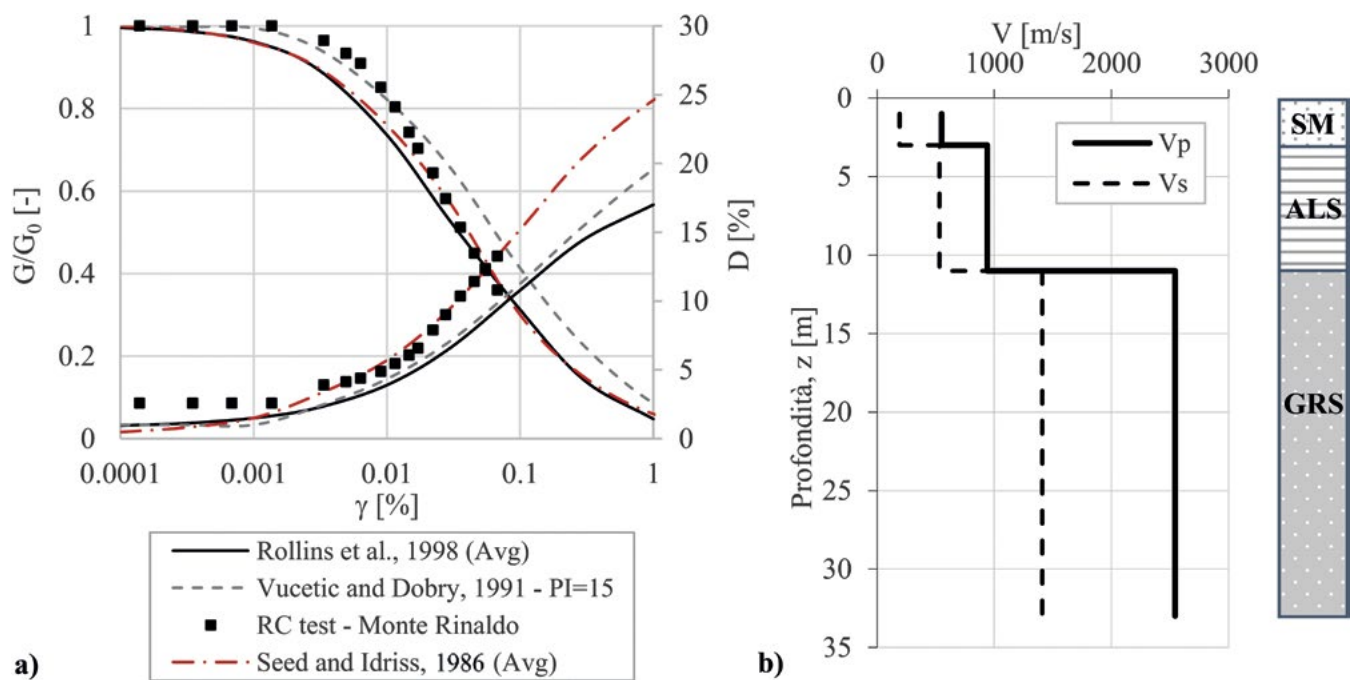 G/G₀ [-]
1
0.8
0.6
0.4
0.2
0
30
25
20
15
10
5
0
D [%]
0.0001
0.001
0.01
0.1
1
γ [%]
Rollins et al., 1998 (Avg)
Vucetic and Dobry, 1991 - PI=15
RC test - Monte Rinaldo
Seed and Idriss, 1986 (Avg)
a)
V [m/s]
0
1000
2000
3000
Profondità, z [m]
0
5
10
15
20
25
30
35
Vp
Vs
SM
ALS
GRS
b)